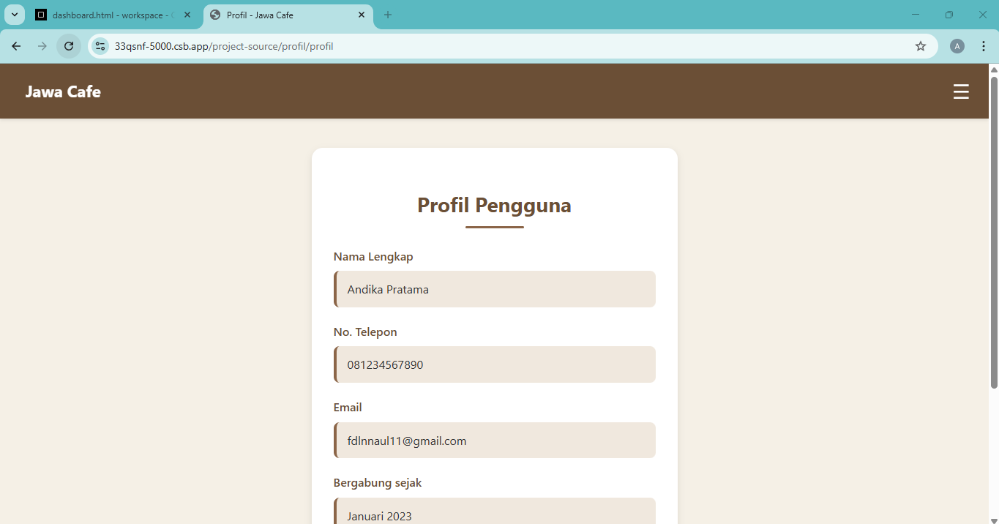 dashboard.html - workspace -
Profil - Jawa Cafe
33qsnf-5000.csb.app/project-source/profil/profil
A
Jawa Cafe
Profil Pengguna
Nama Lengkap
Andika Pratama
No. Telepon
081234567890
Email
fdlnnaul11@gmail.com
Bergabung sejak
Januari 2023